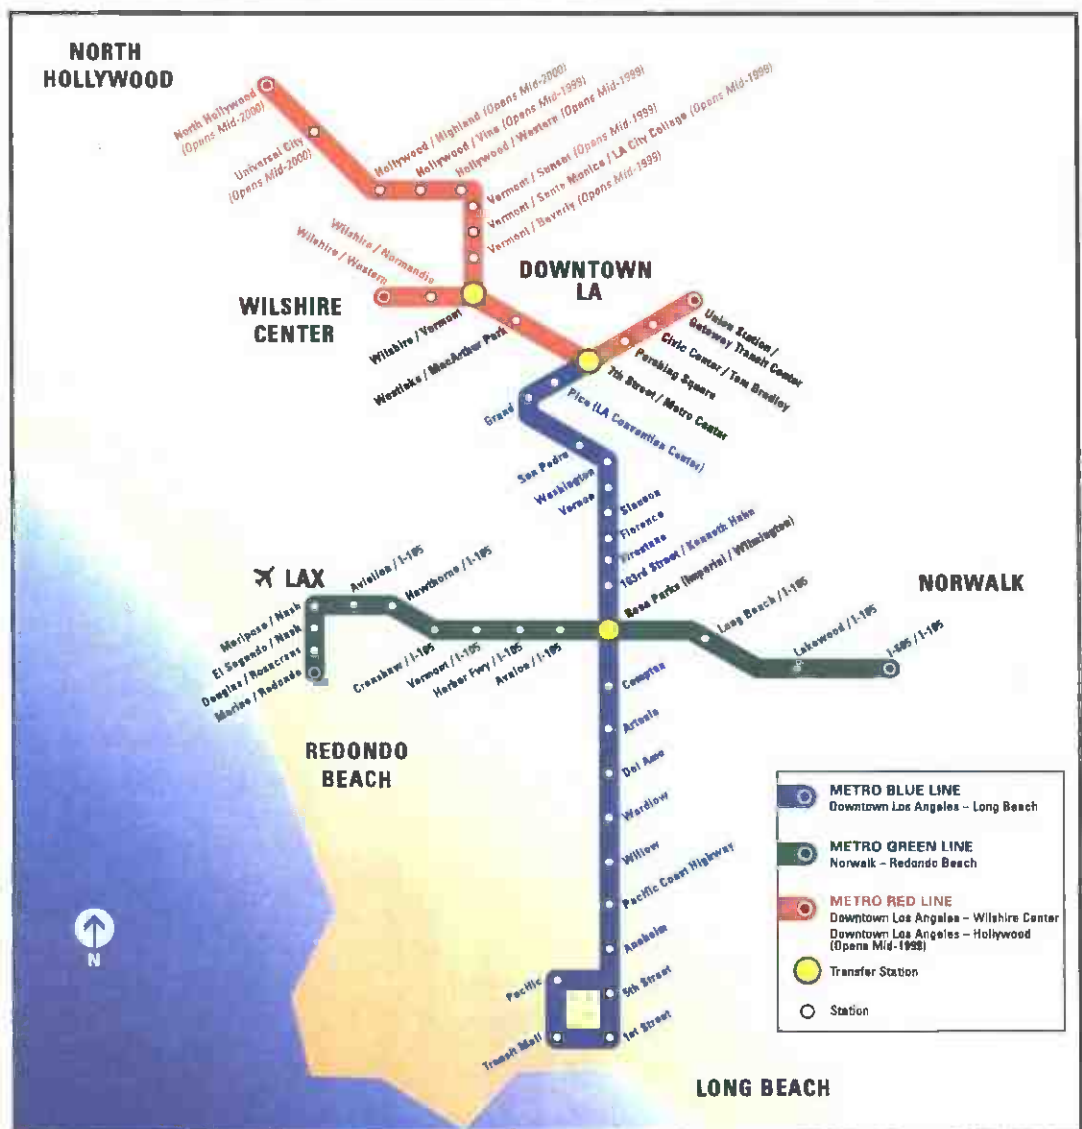 NORTH
HOLLYWOOD
North Hollywood
(Opens Mid-2000)
Universal City
(Opens Mid-2000)
Hollywood / Highland (Opens Mid-2000)
Hollywood / Vine (Opens Mid-1999)
Hollywood / Western (Opens Mid-1999)
Vermont / Sunset (Opens Mid-1999)
Vermont / Santa Monica / LA City College (Opens Mid-1999)
Vermont / Beverly (Opens Mid-1999)
Wilshire / Normandie
Wilshire / Western
WILSHIRE
CENTER
DOWNTOWN
LA
Wilshire / Vermont
Westlake / MacArthur Park
Union Station /
Gateway Transit Center
Civic Center / Tom Bradley
Pershing Square
7th Street / Metro Center
Pico (LA Convention Center)
Grand
San Pedro
Washington
Vernon
Slauson
Florence
Firestone
103rd Street / Kenneth Hahn
Rosa Parks (Imperial / Wilmington)
LAX
Aviation / I-105
Hawthorne / I-105
Mariposa / Nash
El Segundo / Nash
Douglas / Rosecrans
Marine / Redondo
Crenshaw / I-105
Vermont / I-105
Harbor Fwy / I-105
Avalon / I-105
NORWALK
Long Beach / I-105
Lakewood / I-105
I-605 / I-105
REDONDO
BEACH
Compton
Artesia
Del Amo
Wardlow
Willow
Pacific Coast Highway
Anaheim
5th Street
1st Street
Pacific
Transit Mall
LONG BEACH
N
METRO BLUE LINE
Downtown Los Angeles – Long Beach
METRO GREEN LINE
Norwalk – Redondo Beach
METRO RED LINE
Downtown Los Angeles – Wilshire Center
Downtown Los Angeles – Hollywood
(Opens Mid-1999)
Transfer Station
Station